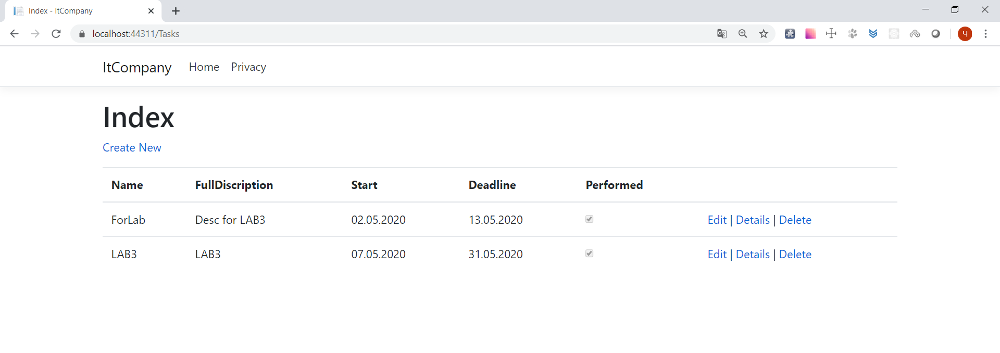 Index - ItCompany
localhost:44311/Tasks
Ч
ItCompany Home Privacy
Index
Create New
Name FullDiscription Start Deadline Performed
ForLab Desc for LAB3 02.05.2020 13.05.2020 Edit | Details | Delete
LAB3 LAB3 07.05.2020 31.05.2020 Edit | Details | Delete